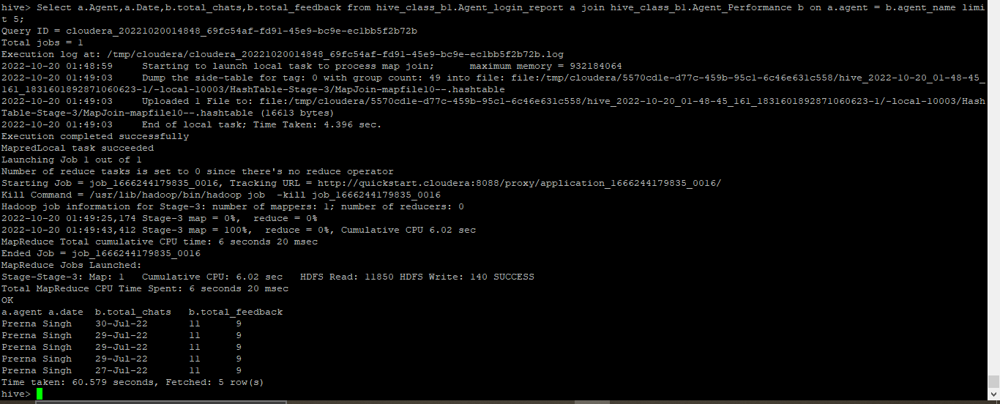 hive> Select a.Agent,a.Date,b.total_chats,b.total_feedback from hive_class_b1.Agent_login_report a join hive_class_b1.Agent_Performance b on a.agent = b.agent_name limi
t 5;
Query ID = cloudera_20221020014848_69fc54af-fd91-45e9-bc9e-ec1bb5f2b72b
Total jobs = 1
Execution log at: /tmp/cloudera/cloudera_20221020014848_69fc54af-fd91-45e9-bc9e-ec1bb5f2b72b.log
2022-10-20 01:48:59     Starting to launch local task to process map join;      maximum memory = 932184064
2022-10-20 01:49:03     Dump the side-table for tag: 0 with group count: 49 into file: file:/tmp/cloudera/5570cd1e-d77c-459b-95c1-6c46e631c558/hive_2022-10-20_01-48-45_
161_1831601892871060623-1/-local-10003/HashTable-Stage-3/MapJoin-mapfile10--.hashtable
2022-10-20 01:49:03     Uploaded 1 File to: file:/tmp/cloudera/5570cd1e-d77c-459b-95c1-6c46e631c558/hive_2022-10-20_01-48-45_161_1831601892871060623-1/-local-10003/Hash
Table-Stage-3/MapJoin-mapfile10--.hashtable (16613 bytes)
2022-10-20 01:49:03     End of local task; Time Taken: 4.396 sec.
Execution completed successfully
MapredLocal task succeeded
Launching Job 1 out of 1
Number of reduce tasks is set to 0 since there's no reduce operator
Starting Job = job_1666244179835_0016, Tracking URL = http://quickstart.cloudera:8088/proxy/application_1666244179835_0016/
Kill Command = /usr/lib/hadoop/bin/hadoop job  -kill job_1666244179835_0016
Hadoop job information for Stage-3: number of mappers: 1; number of reducers: 0
2022-10-20 01:49:25,174 Stage-3 map = 0%,  reduce = 0%
2022-10-20 01:49:43,412 Stage-3 map = 100%,  reduce = 0%, Cumulative CPU 6.02 sec
MapReduce Total cumulative CPU time: 6 seconds 20 msec
Ended Job = job_1666244179835_0016
MapReduce Jobs Launched:
Stage-Stage-3: Map: 1   Cumulative CPU: 6.02 sec   HDFS Read: 11850 HDFS Write: 140 SUCCESS
Total MapReduce CPU Time Spent: 6 seconds 20 msec
OK
a.agent a.date  b.total_chats   b.total_feedback
Prerna Singh    30-Jul-22       11      9
Prerna Singh    29-Jul-22       11      9
Prerna Singh    29-Jul-22       11      9
Prerna Singh    29-Jul-22       11      9
Prerna Singh    27-Jul-22       11      9
Time taken: 60.579 seconds, Fetched: 5 row(s)
hive>